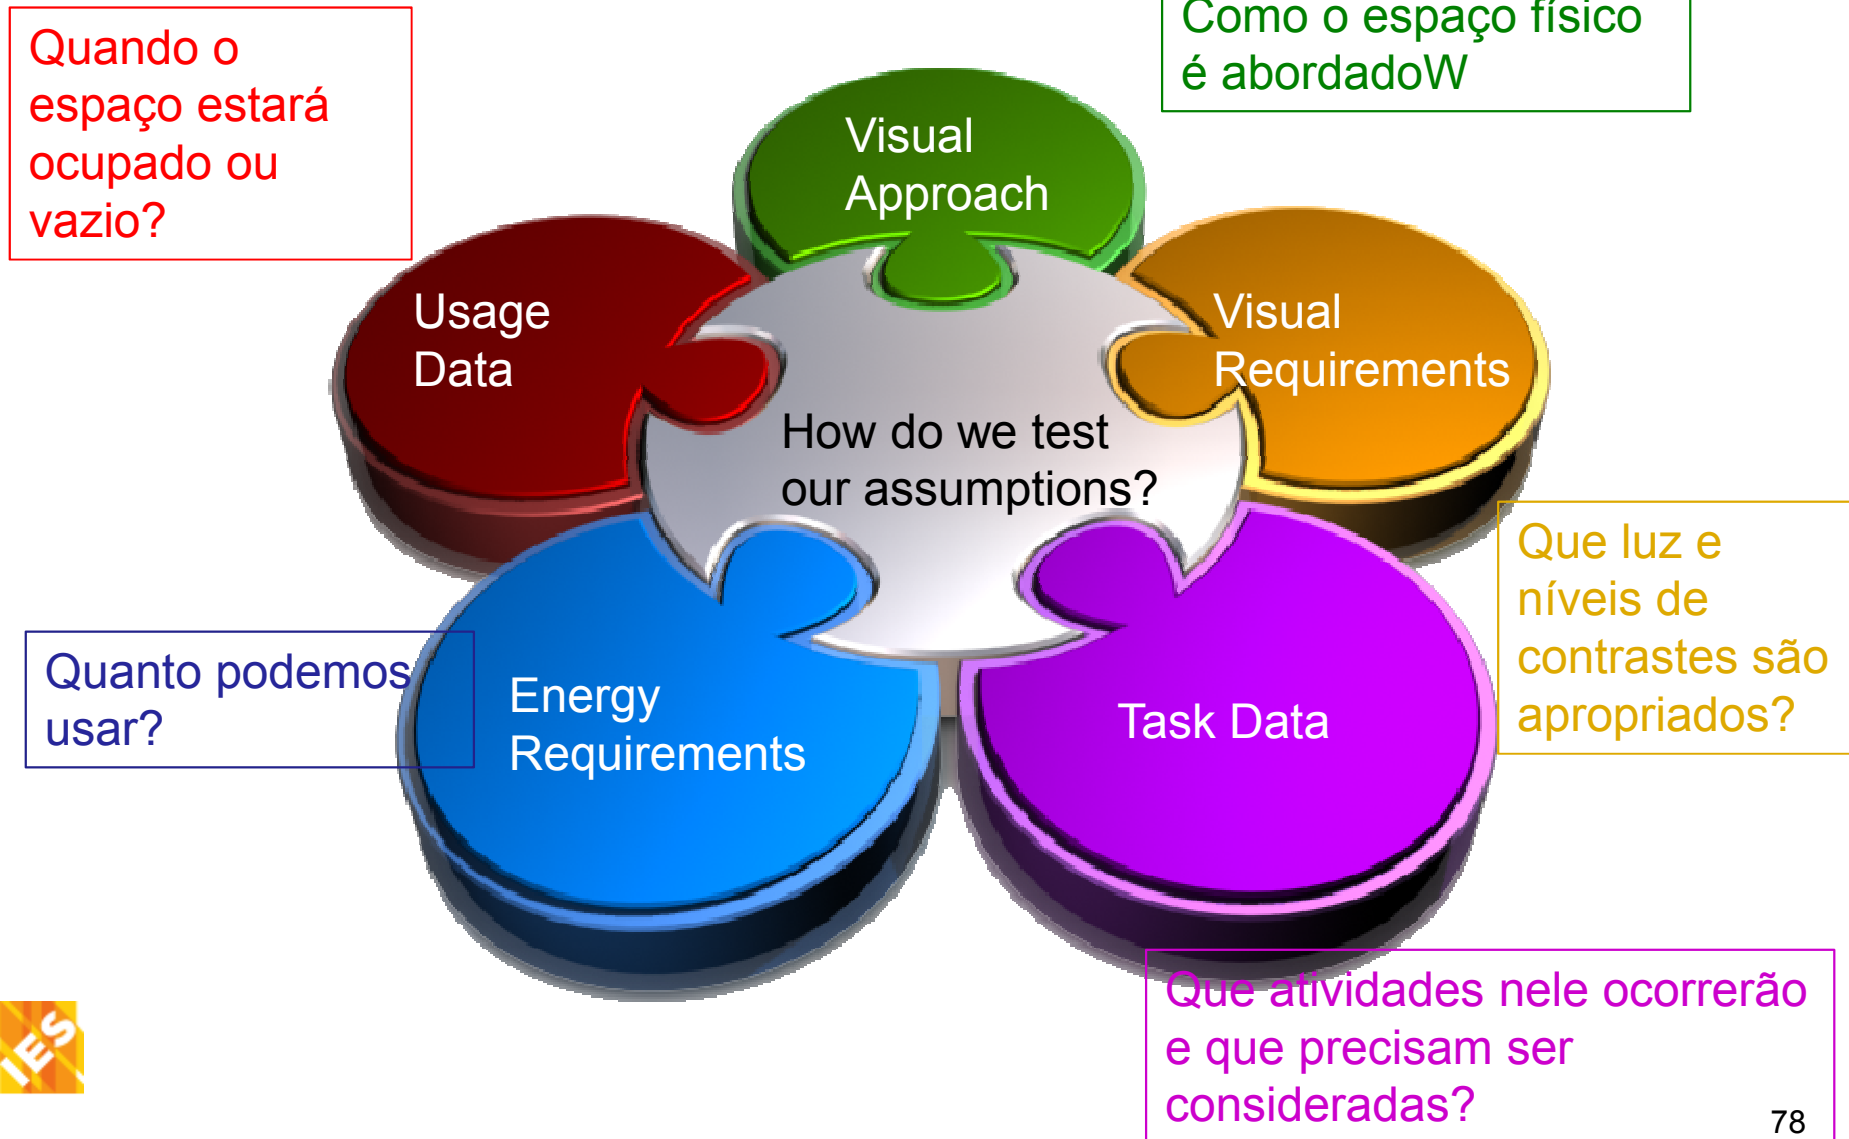 Quando o
espaço estará
ocupado ou
vazio?
Como o espaço físico
é abordadoW
Visual
Approach
Usage
Data
Visual
Requirements
How do we test
our assumptions?
Que luz e
níveis de
contrastes são
apropriados?
Quanto podemos
usar?
Energy
Requirements
Task Data
Que atividades nele ocorrerão
e que precisam ser
consideradas?
IES
78